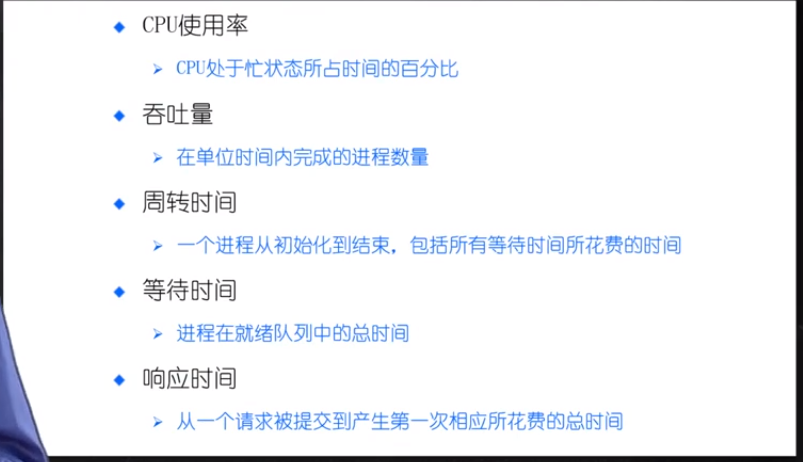 CPU使用率
CPU处于忙状态所占时间的百分比
吞吐量
在单位时间内完成的进程数量
周转时间
一个进程从初始化到结束，包括所有等待时间所花费的时间
等待时间
进程在就绪队列中的总时间
响应时间
从一个请求被提交到产生第一次相应所花费的总时间